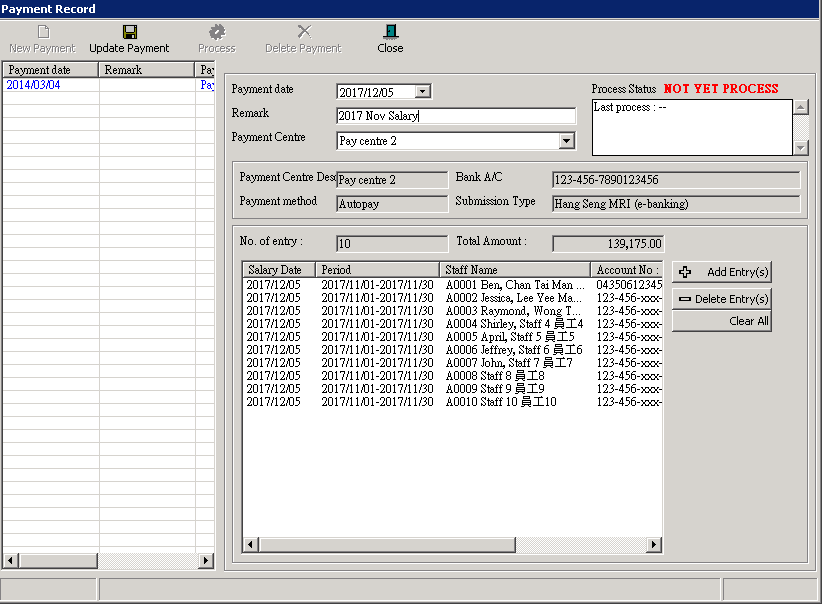 Payment Record
New Payment Update Payment Process Delete Payment Close
Payment date Remark Pay
2014/03/04 Pay
Payment date 2017/12/05
Remark 2017 Nov Salary
Payment Centre Pay centre 2
Process Status NOT YET PROCESS
Last process : --
Payment Centre Desc Pay centre 2 Bank A/C 123-456-7890123456
Payment method Autopay Submission Type Hang Seng MRI (e-banking)
No. of entry : 10 Total Amount : 139,175.00
Salary Date Period Staff Name Account No :
2017/12/05 2017/11/01-2017/11/30 A0001 Ben, Chan Tai Man ... 04350612345
2017/12/05 2017/11/01-2017/11/30 A0002 Jessica, Lee Yee Ma... 123-456-xxx-
2017/12/05 2017/11/01-2017/11/30 A0003 Raymond, Wong T... 123-456-xxx-
2017/12/05 2017/11/01-2017/11/30 A0004 Shirley, Staff 4 員工4 123-456-xxx-
2017/12/05 2017/11/01-2017/11/30 A0005 April, Staff 5 員工5 123-456-xxx-
2017/12/05 2017/11/01-2017/11/30 A0006 Jeffrey, Staff 6 員工6 123-456-xxx-
2017/12/05 2017/11/01-2017/11/30 A0007 John, Staff 7 員工7 123-456-xxx-
2017/12/05 2017/11/01-2017/11/30 A0008 Staff 8 員工8 123-456-xxx-
2017/12/05 2017/11/01-2017/11/30 A0009 Staff 9 員工9 123-456-xxx-
2017/12/05 2017/11/01-2017/11/30 A0010 Staff 10 員工10 123-456-xxx-
Add Entry(s)
Delete Entry(s)
Clear All